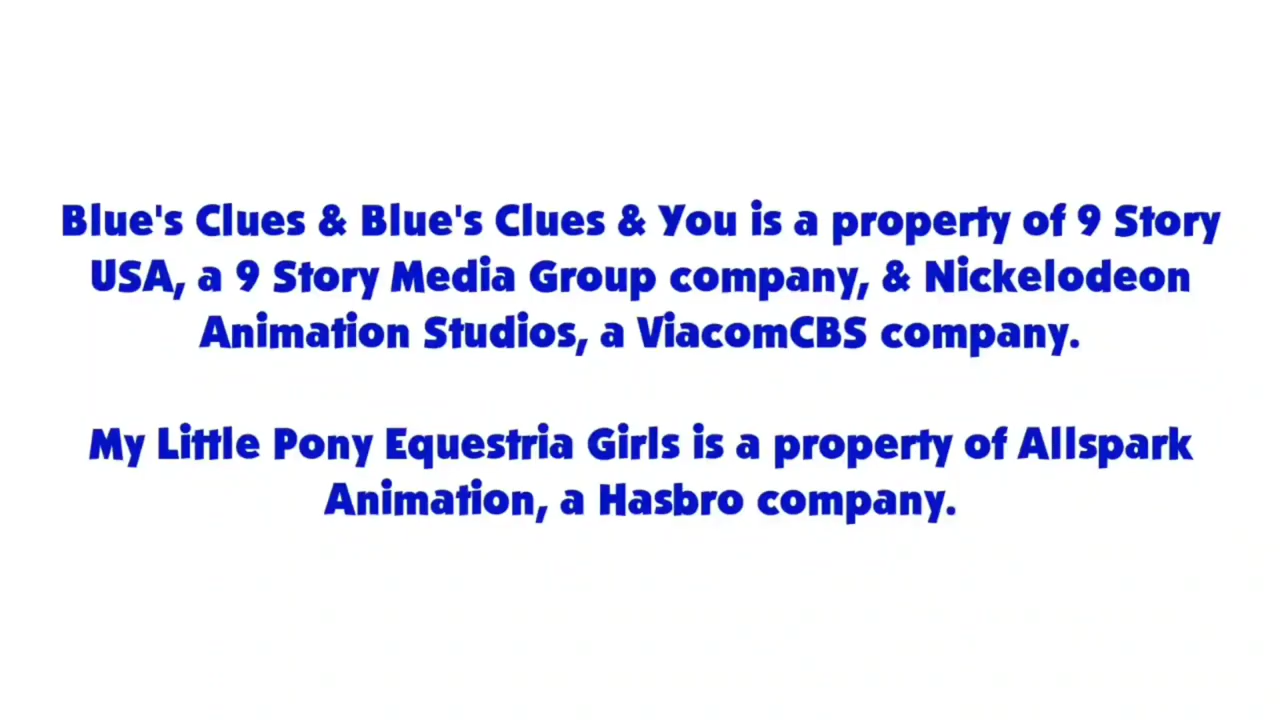 Blue's Clues & Blue's Clues & You is a property of 9 Story
USA, a 9 Story Media Group company, & Nickelodeon
Animation Studios, a ViacomCBS company.
My Little Pony Equestria Girls is a property of Allspark
Animation, a Hasbro company.